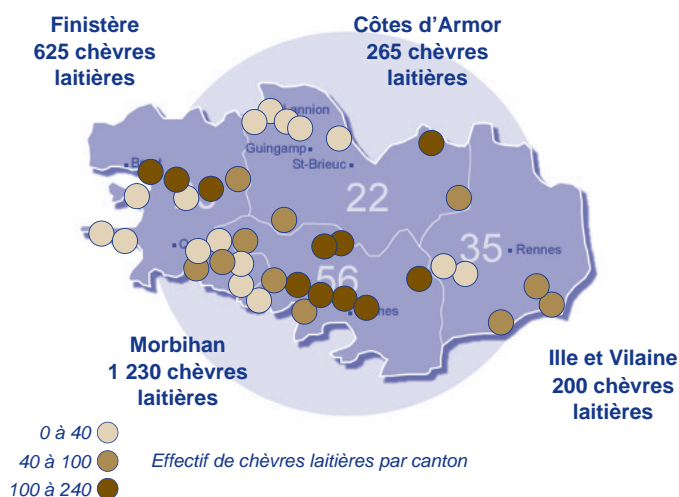 Finistère
625 chèvres
laitières
Côtes d'Armor
265 chèvres
laitières
Guingamp
St-Brieuc
22
35
Rennes
56
Morbihan
1 230 chèvres
laitières
Ille et Vilaine
200 chèvres
laitières
0 à 40
40 à 100
100 à 240
Effectif de chèvres laitières par canton